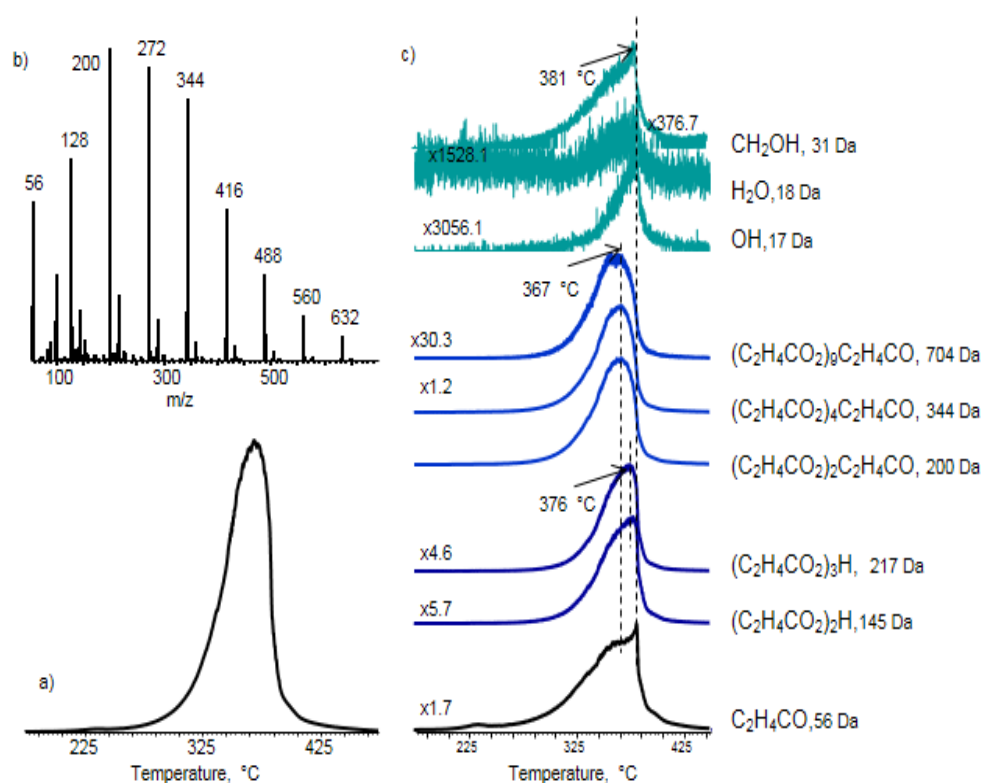 b)
200
272
344
128
56
416
488
560
632
100
300
500
m/z
a)
225
325
425
Temperature, °C
c)
381 °C
x376.7
CH₂OH, 31 Da
x1528.1
H₂O,18 Da
x3056.1
OH,17 Da
367 °C
x30.3
(C₂H₄CO₂)₉C₂H₄CO, 704 Da
x1.2
(C₂H₄CO₂)₄C₂H₄CO, 344 Da
(C₂H₄CO₂)₂C₂H₄CO, 200 Da
376 °C
x4.6
(C₂H₄CO₂)₃H, 217 Da
x5.7
(C₂H₄CO₂)₂H,145 Da
x1.7
C₂H₄CO,56 Da
225
325
425
Temperature, °C